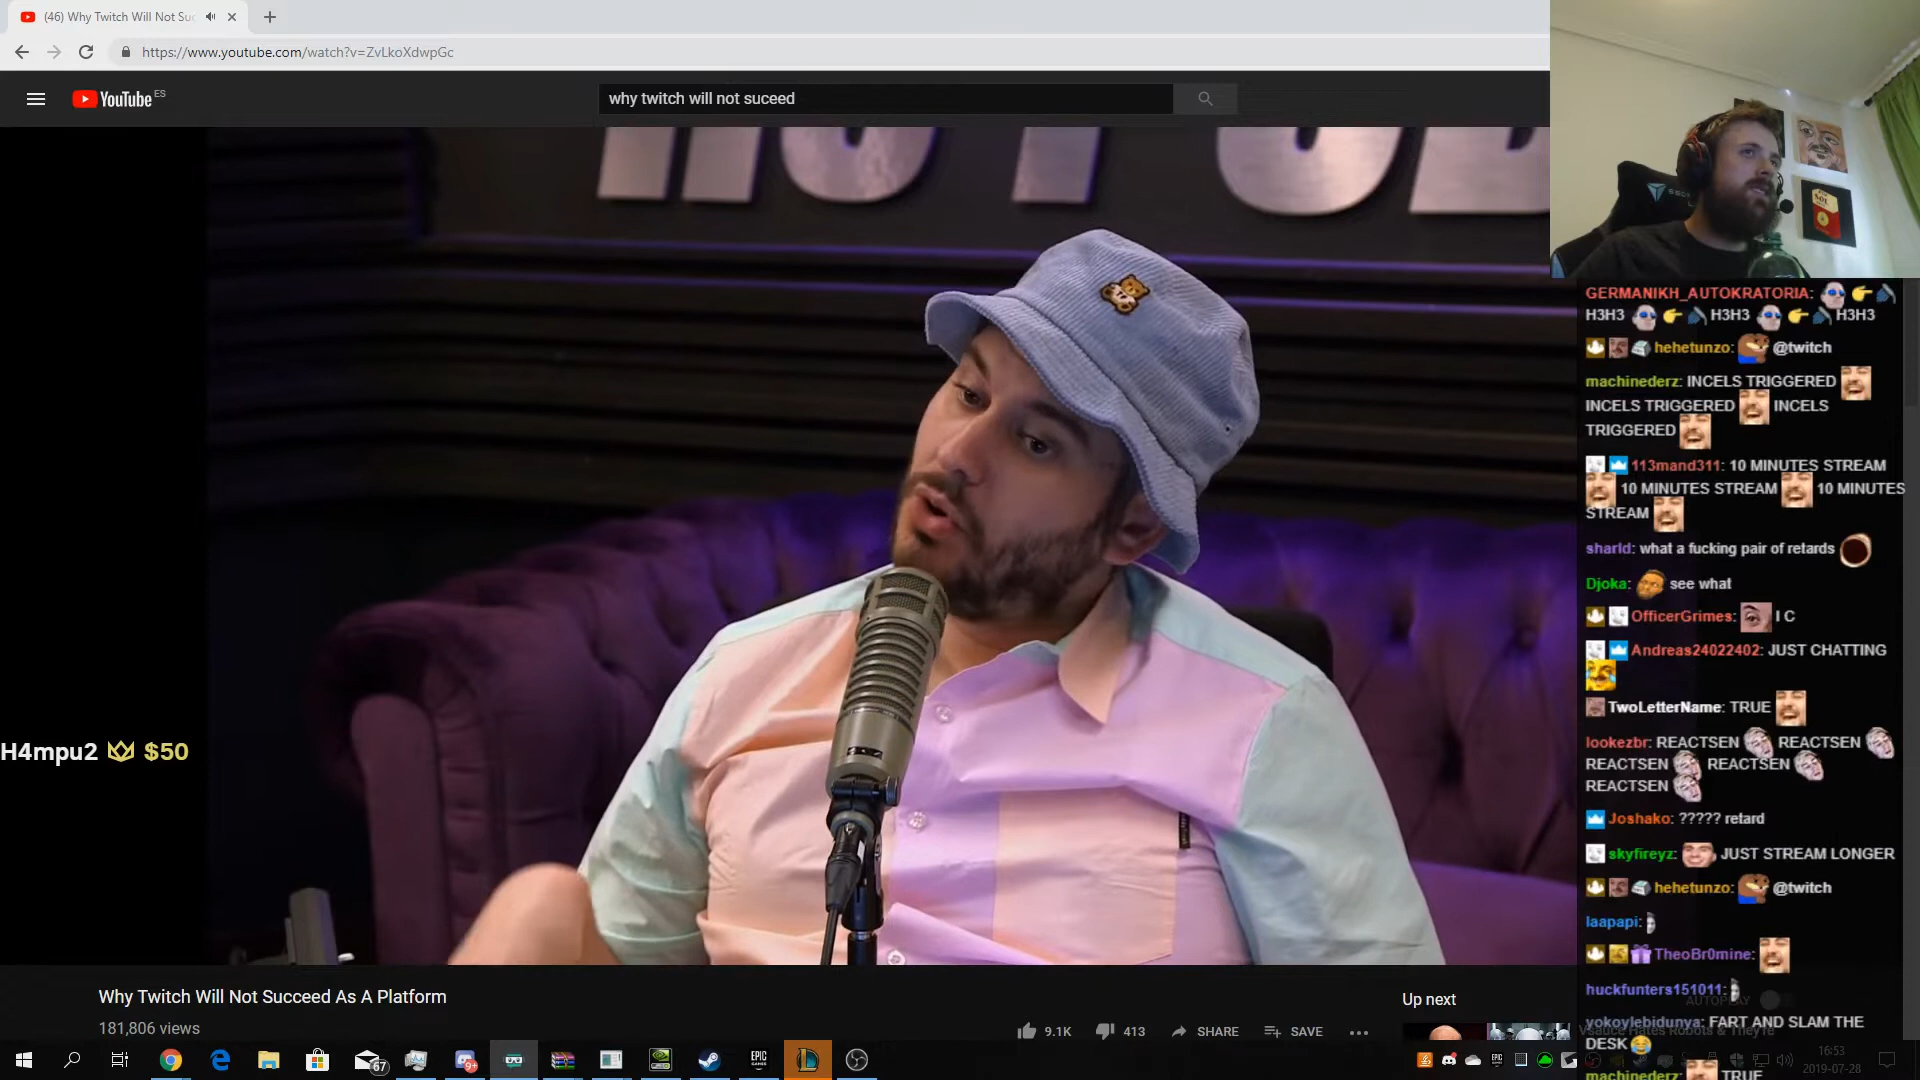 (46) Why Twitch Will Not Suc
https://www.youtube.com/watch?v=ZvLkoXdwpGc
YouTube ES
why twitch will not suceed
GERMANIKH_AUTOKRATORIA:
H3H3 H3H3 H3H3
hehetunzo: @twitch
machinederz: INCELS TRIGGERED
INCELS TRIGGERED INCELS
TRIGGERED
113mand311: 10 MINUTES STREAM
10 MINUTES STREAM 10 MINUTES
STREAM
sharld: what a fucking pair of retards
Djoka: see what
OfficerGrimes: I C
Andreas24022402: JUST CHATTING
TwoLetterName: TRUE
lookezbr: REACTSEN REACTSEN
REACTSEN REACTSEN
REACTSEN
Joshako: ????? retard
skyfireyz: JUST STREAM LONGER
hehetunzo: @twitch
laapapi:
TheoBr0mine:
huckfunters151011:
AUTOPLAY
yokoylebidunya: FART AND SLAM THE
DESK
machinederz: TRUE
H4mpu2 $50
Why Twitch Will Not Succeed As A Platform
181,806 views
9.1K 413 SHARE SAVE
Up next
67
9+
EPIC GAMES
16:53
2019-07-28